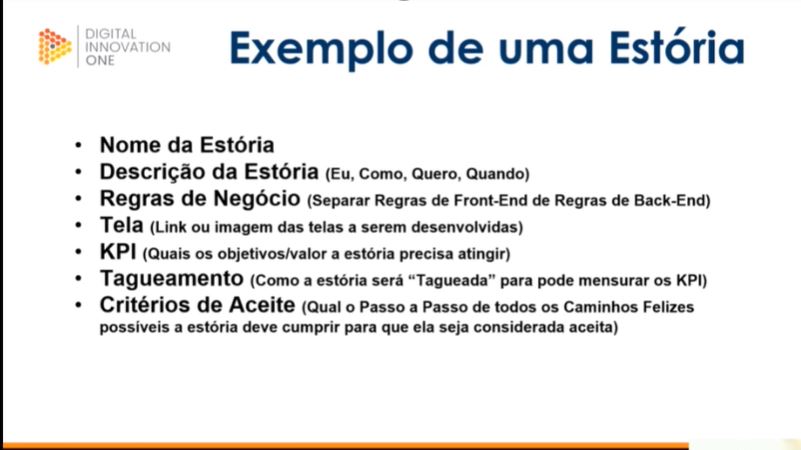 DIGITAL
INNOVATION
ONE
Exemplo de uma Estória
• Nome da Estória
• Descrição da Estória (Eu, Como, Quero, Quando)
• Regras de Negócio (Separar Regras de Front-End de Regras de Back-End)
• Tela (Link ou imagem das telas a serem desenvolvidas)
• KPI (Quais os objetivos/valor a estória precisa atingir)
• Tagueamento (Como a estória será “Tagueada” para pode mensurar os KPI)
• Critérios de Aceite (Qual o Passo a Passo de todos os Caminhos Felizes
possíveis a estória deve cumprir para que ela seja considerada aceita)